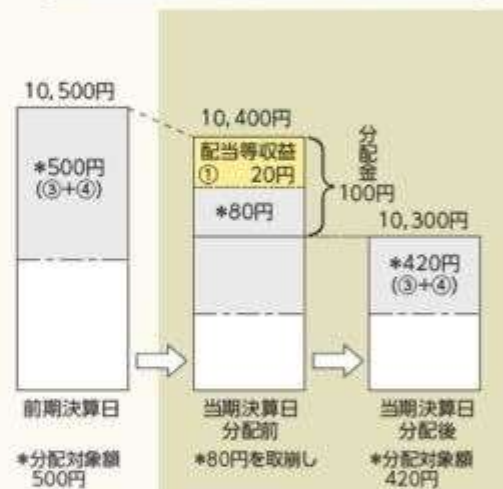 10,500円
*500円
(③+④)
前期決算日
*分配対象額
500円
10,400円
配当等収益
① 20円
*80円
分配金
100円
当期決算日
分配前
*80円を取崩し
10,300円
*420円
(③+④)
当期決算日
分配後
*分配対象額
420円